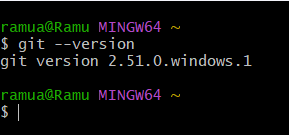 ramua@Ramu MINGW64 ~
$ git --version
git version 2.51.0.windows.1
ramua@Ramu MINGW64 ~
$